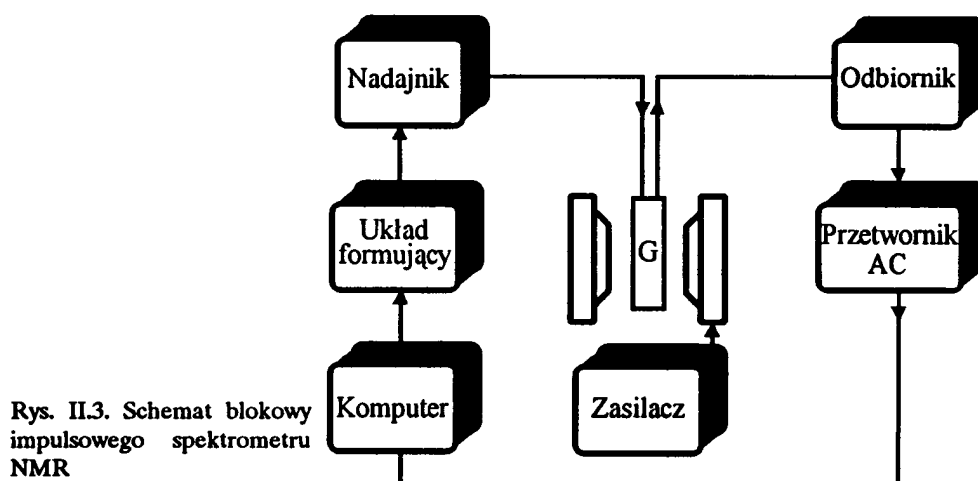 Nadajnik
Odbiornik
Układ
formujący
G
Przetwornik
AC
Komputer
Zasilacz
Rys. II.3. Schemat blokowy
impulsowego spektrometru
NMR